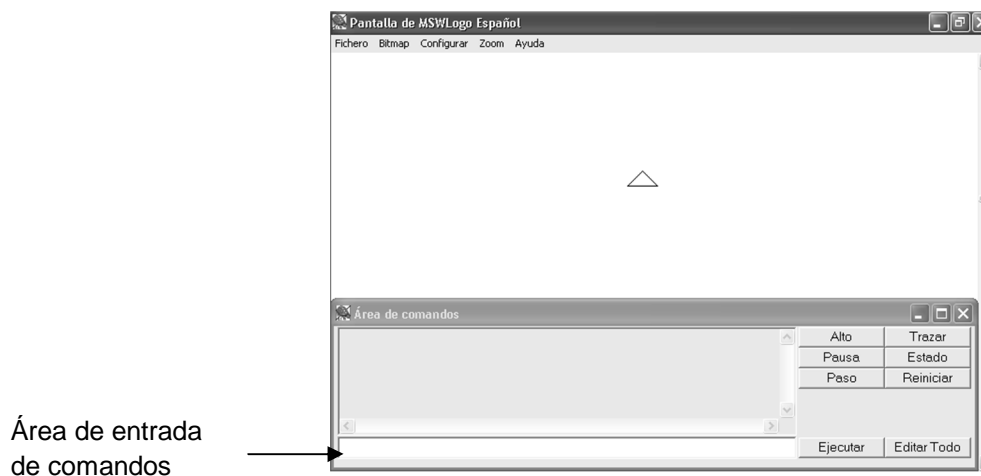 Pantalla de MSWLogo Español
Fichero Bitmap Configurar Zoom Ayuda
Área de comandos
Alto Trazar
Pausa Estado
Paso Reiniciar
Ejecutar Editar Todo
Área de entrada
de comandos